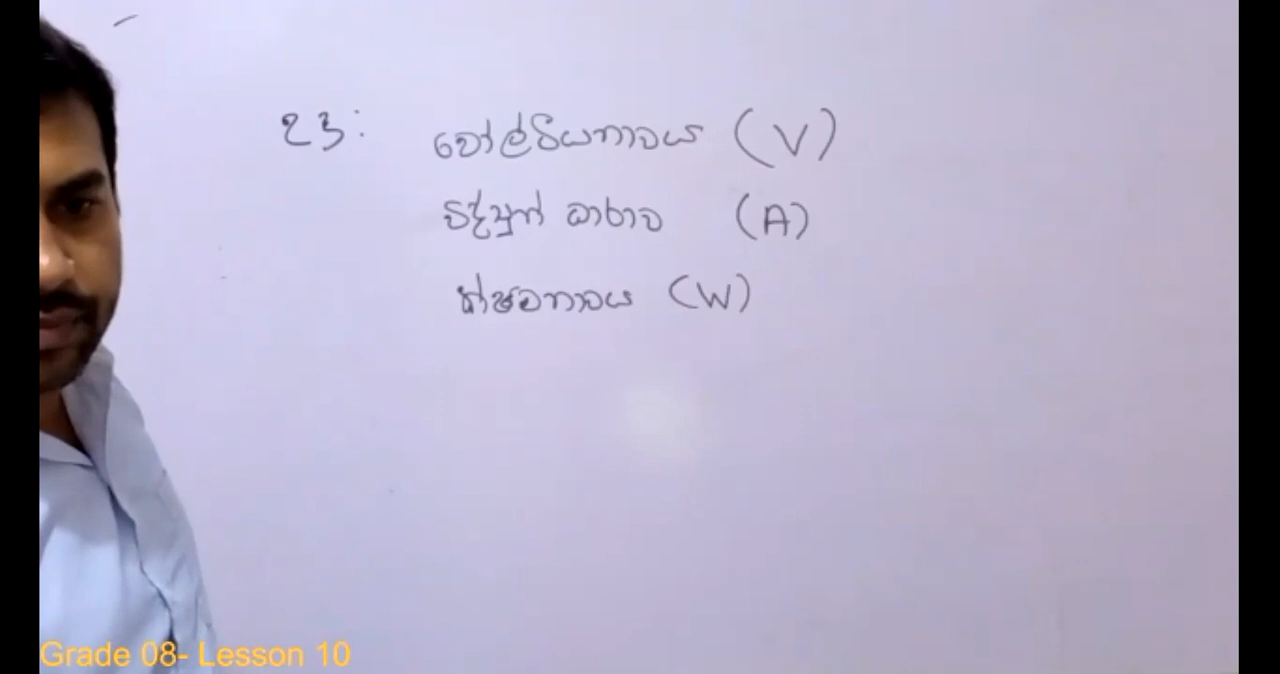 උදා:
වෝල්ටීයතාවය (V)
විද්‍යුත් ධාරාව (A)
ක්ෂමතාවය (W)
Grade 08- Lesson 10